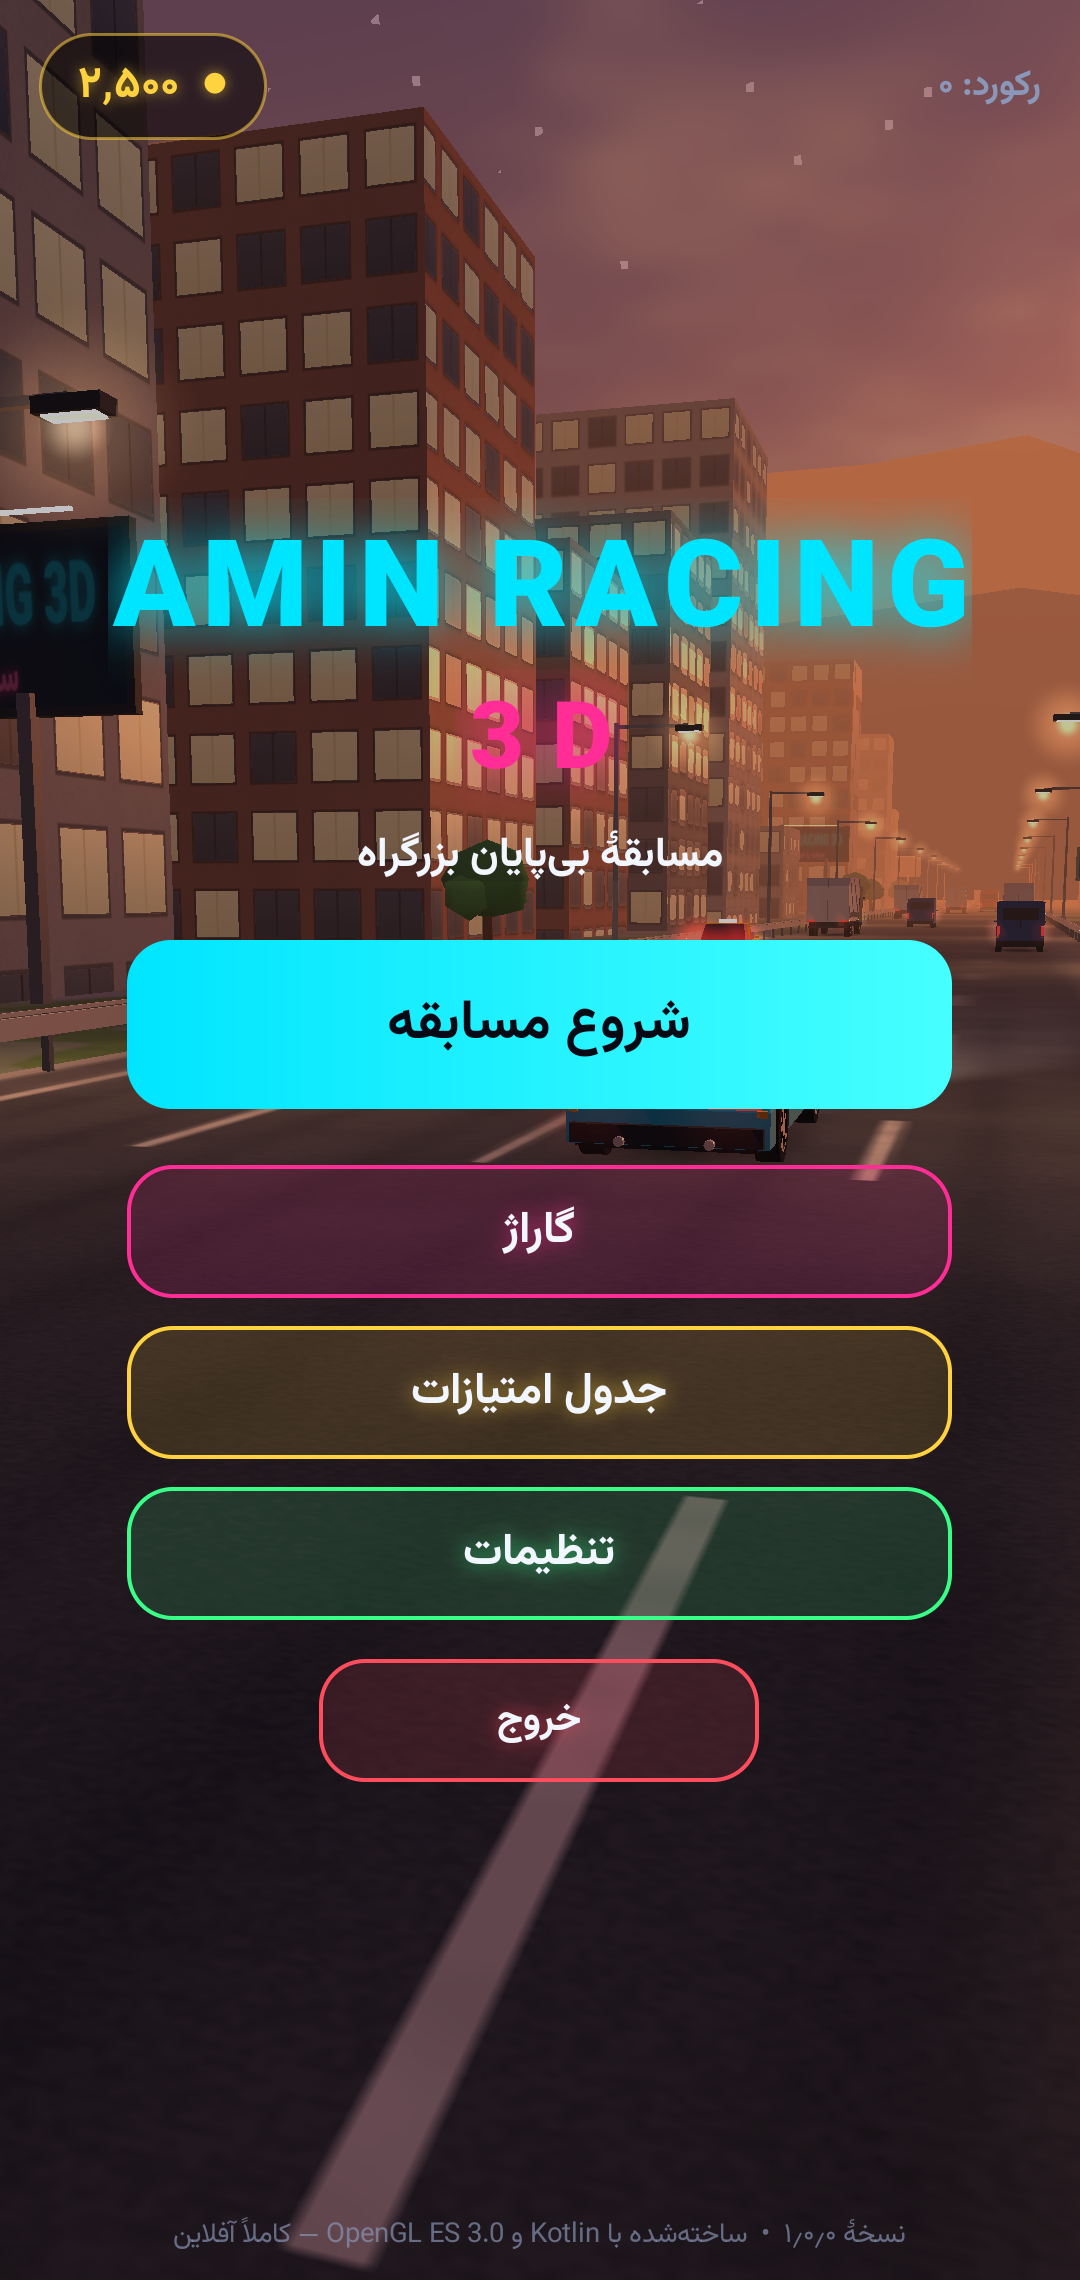 ۲,۵۰۰
رکورد: ۰
AMIN RACING
3 D
G 3D
مسابقهٔ بی‌پایان بزرگراه
شروع مسابقه
گاراژ
جدول امتیازات
تنظیمات
خروج
نسخهٔ ۱٫۰٫۰ • ساخته‌شده با Kotlin و OpenGL ES 3.0 — کاملاً آفلاین